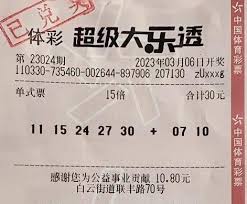 已兑奖
体彩 超级大乐透
第 23024期 2023年03月06日开奖
110330-735460-002644-897906 207130 zUxxxg
单式票 15倍 合计30元
11 15 24 27 30 + 07 10
感谢您为公益事业贡献 10.80元
白云街道联丰路70号
中国体育彩票
中国体育彩票